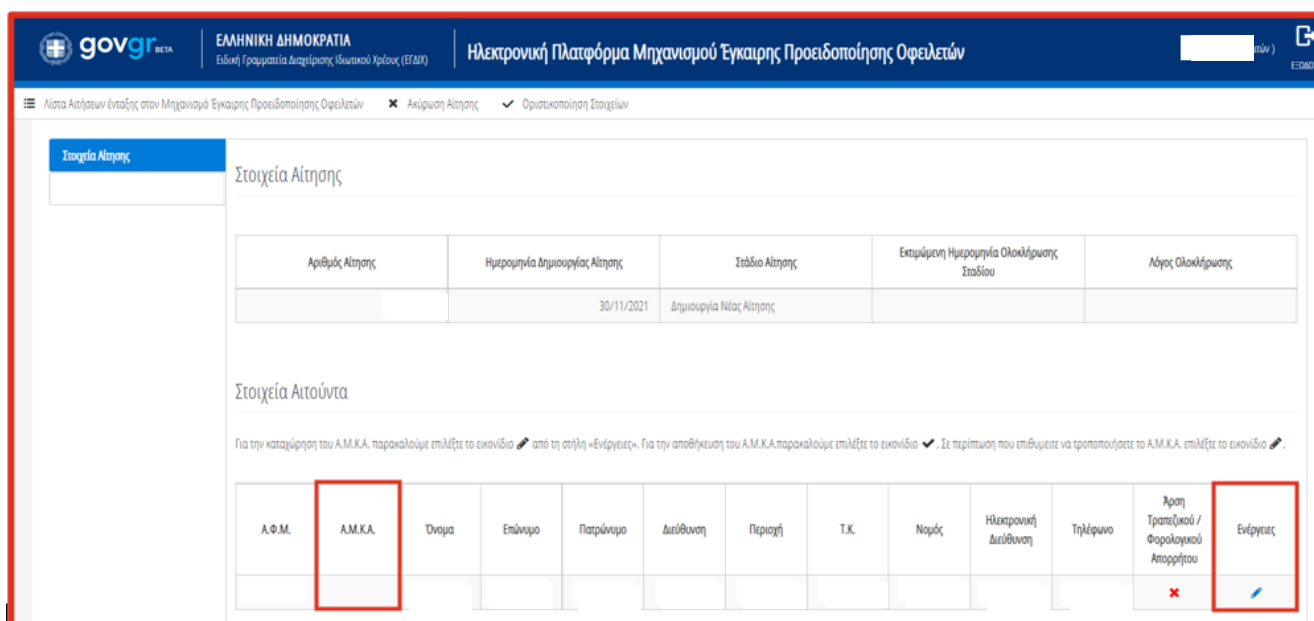 govgr BETA
ΕΛΛΗΝΙΚΗ ΔΗΜΟΚΡΑΤΙΑ
Ειδική Γραμματεία Διαχείρισης Ιδιωτικού Χρέους (ΕΓΔΙΧ)
Ηλεκτρονική Πλατφόρμα Μηχανισμού Έγκαιρης Προειδοποίησης Οφειλετών
Λίστα Αιτήσεων ένταξης στον Μηχανισμό Έγκαιρης Προειδοποίησης Οφειλετών Ακύρωση Αίτησης Οριστικοποίηση Στοιχείων
Στοιχεία Αίτησης
Στοιχεία Αίτησης
Αριθμός Αίτησης Ημερομηνία Δημιουργίας Αίτησης Στάδιο Αίτησης Εκτιμώμενη Ημερομηνία Ολοκλήρωσης Σταδίου Λόγος Ολοκλήρωσης
30/11/2021 Δημιουργία Νέας Αίτησης
Στοιχεία Αιτούντα
Για την καταχώρηση του Α.Μ.Κ.Α. παρακαλούμε επιλέξτε το εικονίδιο από τη στήλη «Ενέργειες». Για την αποθήκευση του Α.Μ.Κ.Α.παρακαλούμε επιλέξτε το εικονίδιο . Σε περίπτωση που επιθυμειτε να τροποποιήσετε το Α.Μ.Κ.Α. επιλέξτε το εικονίδιο .
Α.Φ.Μ. Α.Μ.Κ.Α. Όνομα Επώνυμο Πατρώνυμο Διεύθυνση Περιοχή Τ.Κ. Νομός Ηλεκτρονική Διεύθυνση Τηλέφωνο Άρση Τραπεζικού / Φορολογικού Απορρήτου Ενέργειες